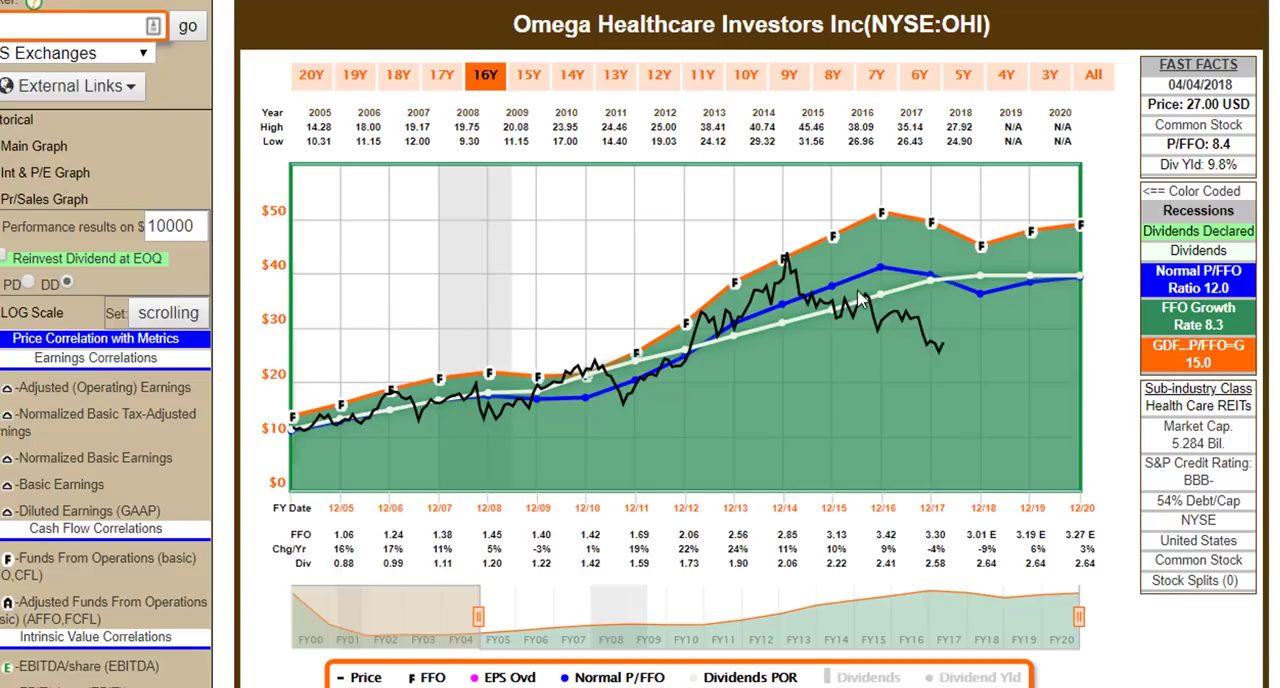 ker:
?
go
S Exchanges
External Links
torical
Main Graph
Int & P/E Graph
Pr/Sales Graph
Performance results on $ 10000
Reinvest Dividend at EOQ
PD DD
LOG Scale Set: scrolling
Price Correlation with Metrics
Earnings Correlations
-Adjusted (Operating) Earnings
-Normalized Basic Tax-Adjusted
nings
-Normalized Basic Earnings
-Basic Earnings
-Diluted Earnings (GAAP)
Cash Flow Correlations
F -Funds From Operations (basic)
O,CFL)
A -Adjusted Funds From Operations
sic) (AFFO,FCFL)
Intrinsic Value Correlations
E -EBITDA/share (EBITDA)
Omega Healthcare Investors Inc(NYSE:OHI)
20Y 19Y 18Y 17Y 16Y 15Y 14Y 13Y 12Y 11Y 10Y 9Y 8Y 7Y 6Y 5Y 4Y 3Y All
Year 2005 2006 2007 2008 2009 2010 2011 2012 2013 2014 2015 2016 2017 2018 2019 2020
High 14.28 18.00 19.17 19.75 20.08 23.95 24.46 25.00 38.41 40.74 45.46 38.09 35.14 27.92 N/A N/A
Low 10.31 11.15 12.00 9.30 11.15 17.00 14.40 19.03 24.12 29.32 31.56 26.96 26.43 24.90 N/A N/A
$50
$40
$30
$20
$10
$0
F F F F F F F F F F F F F F F F
FY Date 12/05 12/06 12/07 12/08 12/09 12/10 12/11 12/12 12/13 12/14 12/15 12/16 12/17 12/18 12/19 12/20
FFO 1.06 1.24 1.38 1.45 1.40 1.42 1.69 2.06 2.56 2.85 3.13 3.42 3.30 3.01 E 3.19 E 3.27 E
Chg/Yr 16% 17% 11% 5% -3% 1% 19% 22% 24% 11% 10% 9% -4% -9% 6% 3%
Div 0.88 0.99 1.11 1.20 1.22 1.42 1.59 1.73 1.90 2.06 2.22 2.41 2.58 2.64 2.64 2.64
FY00 FY01 FY02 FY03 FY04 FY05 FY06 FY07 FY08 FY09 FY10 FY11 FY12 FY13 FY14 FY15 FY16 FY17 FY18 FY19 FY20
Price F FFO EPS Ovd Normal P/FFO Dividends POR Dividends Dividend Yld
FAST FACTS
04/04/2018
Price: 27.00 USD
Common Stock
P/FFO: 8.4
Div Yld: 9.8%
<== Color Coded
Recessions
Dividends Declared
Dividends
Normal P/FFO
Ratio 12.0
FFO Growth
Rate 8.3
GDF...P/FFO=G
15.0
Sub-industry Class
Health Care REITs
Market Cap.
5.284 Bil.
S&P Credit Rating:
BBB-
54% Debt/Cap
NYSE
United States
Common Stock
Stock Splits (0)